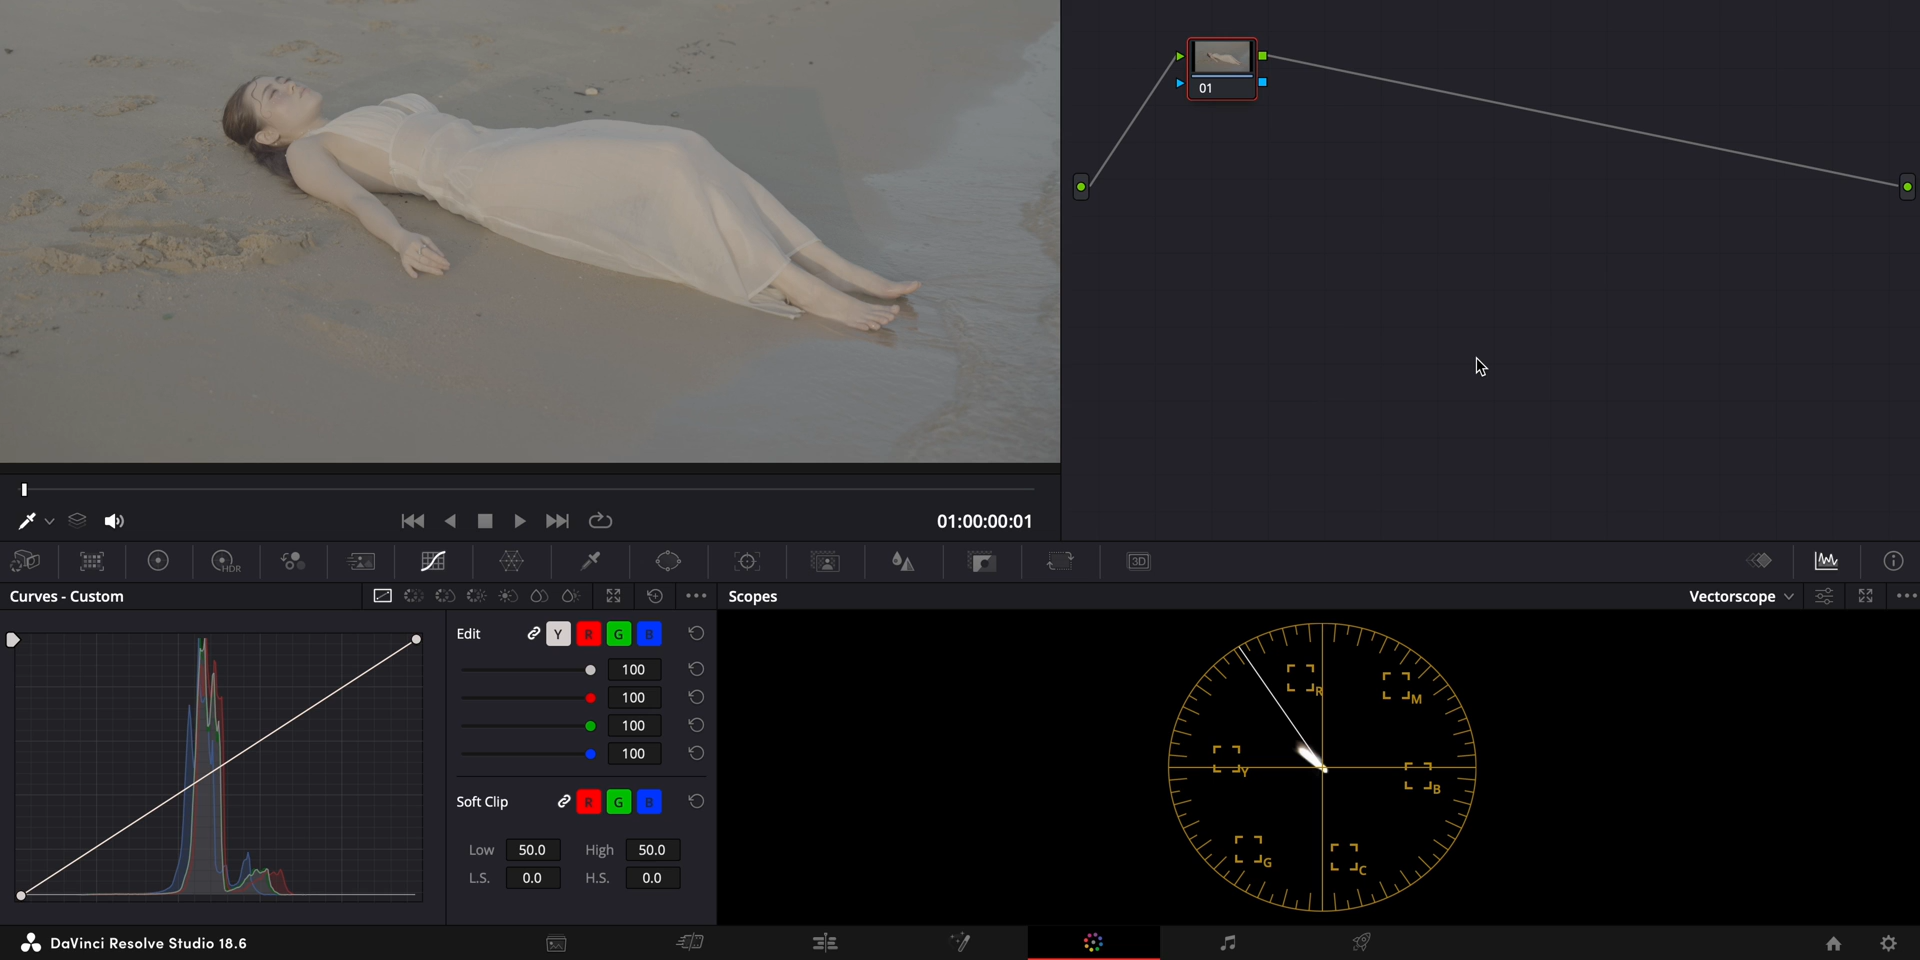 01
01:00:00:01
HDR
3D
Curves - Custom
Scopes
Vectorscope
Edit
Y
R
G
B
100
100
100
100
Soft Clip
R
G
B
Low
50.0
High
50.0
L.S.
0.0
H.S.
0.0
R
M
Y
B
G
C
DaVinci Resolve Studio 18.6